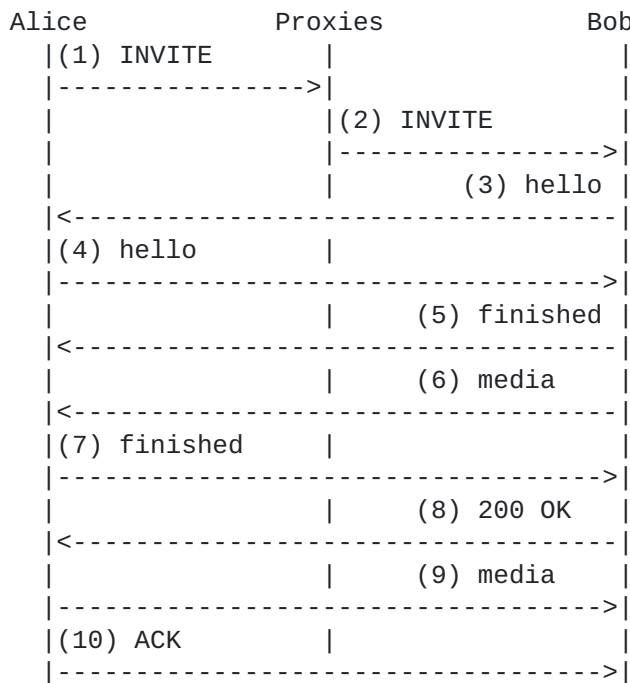 Alice Proxies Bob
(1) INVITE
(2) INVITE
(3) hello
(4) hello
(5) finished
(6) media
(7) finished
(8) 200 OK
(9) media
(10) ACK